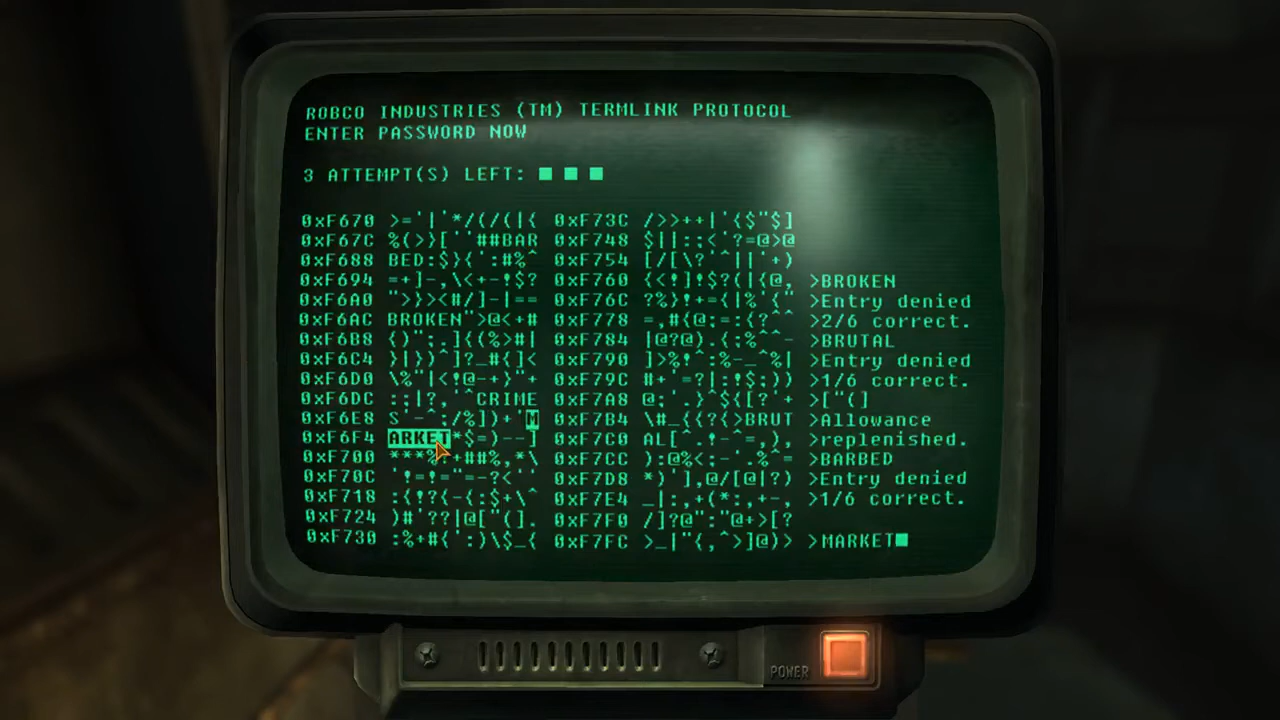 ROBCO INDUSTRIES (TM) TERMLINK PROTOCOL
ENTER PASSWORD NOW
3 ATTEMPT(S) LEFT: ■ ■ ■
0xF670 >='|'*/(/(|{ 0xF73C />>++|'{$"$]
0xF67C %(>}[''##BAR 0xF748 $||:;<'?=@>@
0xF688 BED:$}{':#%^ 0xF754 [/[\?'^||'+)
0xF694 =+]-,\<+-!$? 0xF760 {<!]!$?(|{@, >BROKEN
0xF6A0 ">}><#/]-|== 0xF76C ?%}!+={|%'{" >Entry denied
0xF6AC BROKEN">@<+# 0xF778 =,#{@;=:{?^^ >2/6 correct.
0xF6B8 {)";.]{(%>#| 0xF784 |@?@).{;%^^- >BRUTAL
0xF6C4 }|})^]?_#{]< 0xF790 ]>%!^:%-_^%| >Entry denied
0xF6D0 \%"|<!@-+}"+ 0xF79C #+'=?|:!$;)) >1/6 correct.
0xF6DC :;|?,'^CRIME 0xF7A8 @;'.}^${[?'+ >["(]
0xF6E8 S'-^;/%])+'M 0xF7B4 \#_{{?{}BRUT >Allowance
0xF6F4 ARKET*$=)--] 0xF7C0 AL[^.!-^=,), >replenished.
0xF700 ***%:+##%,*\ 0xF7CC ):@%<;-'.%^= >BARBED
0xF70C '!=!="=-?<'' 0xF7D8 *)'],@/[@|?) >Entry denied
0xF718 :{!?{-{:$+\^ 0xF7E4 _|:,+(*:,+-, >1/6 correct.
0xF724 )#'??|@["(]. 0xF7F0 /]?@":"@+>[?
0xF730 :%+#{':)\$_{ 0xF7FC >_|"{,^>]@)> >MARKET■
POWER